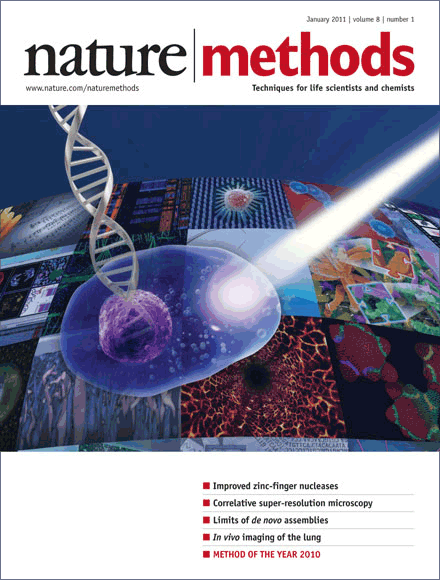 January 2011 | volume 8 | number 1
nature methods
www.nature.com/naturemethods
Techniques for life scientists and chemists
Improved zinc-finger nucleases
Correlative super-resolution microscopy
Limits of de novo assemblies
In vivo imaging of the lung
METHOD OF THE YEAR 2010